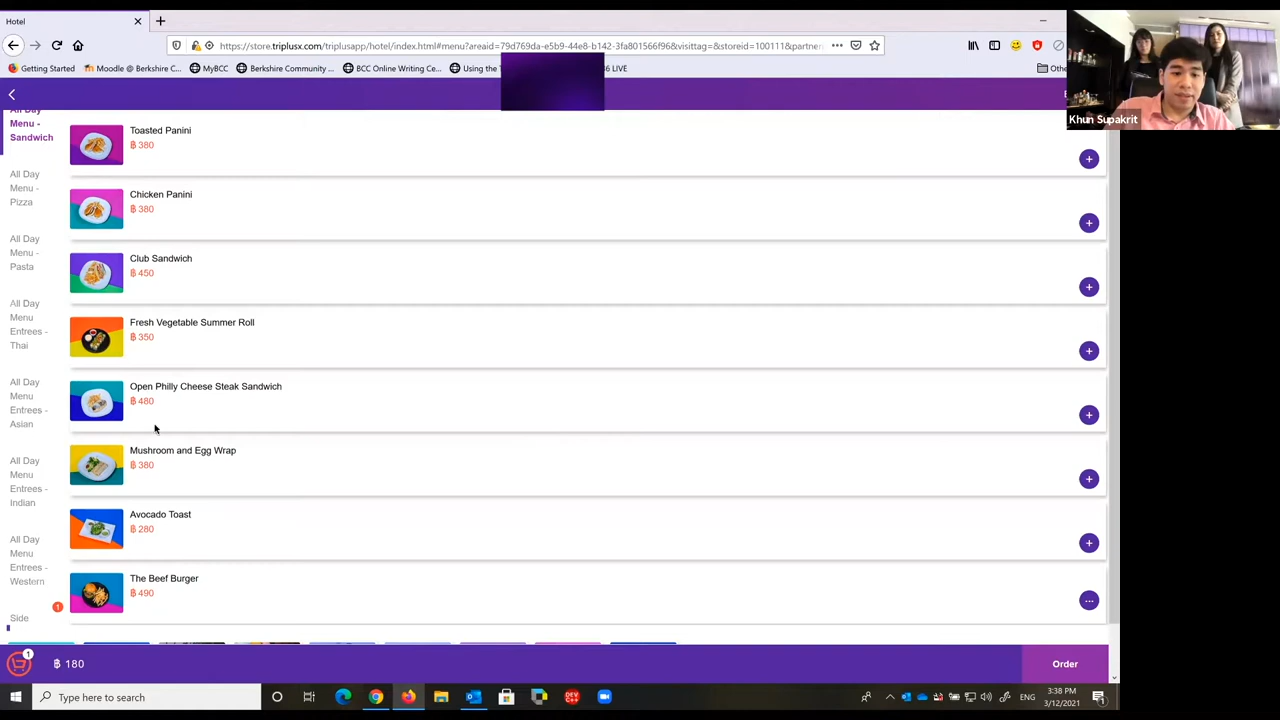 Hotel
https://store.triplusx.com/triplusapp/hotel/index.html#menu?areaid=79d769da-e5b9-44e8-b142-3fa801566f96&visittag=&storeid=100111&partner
Getting Started
Moodle @ Berkshire C...
MyBCC
Berkshire Community ...
BCC Online Writing Ce...
Using the
LIVE
Khun Supakrit
All Day
Menu -
Sandwich
All Day
Menu -
Pizza
All Day
Menu -
Pasta
All Day
Menu
Entrees -
Thai
All Day
Menu
Entrees -
Asian
All Day
Menu
Entrees -
Indian
All Day
Menu
Entrees -
Western
1
Side
Toasted Panini
฿ 380
Chicken Panini
฿ 380
Club Sandwich
฿ 450
Fresh Vegetable Summer Roll
฿ 350
Open Philly Cheese Steak Sandwich
฿ 480
Mushroom and Egg Wrap
฿ 380
Avocado Toast
฿ 280
The Beef Burger
฿ 490
1
฿ 180
Order
Type here to search
DEV
C++
ENG
3:38 PM
3/12/2021
1